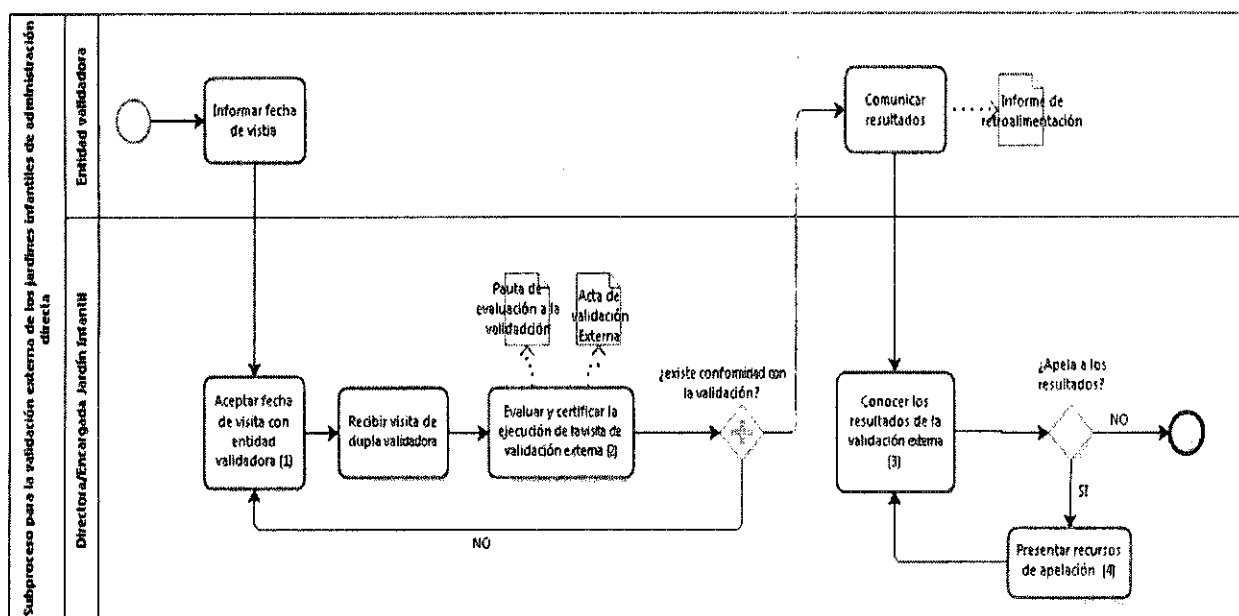 Subproceso para la validación externa de los jardines infantiles de administración
directa
Entidad validadora
Informar fecha
de vistia
Comunicar
resultados
Informe de
retroalimentación
Directora/Encargada Jardín Infantil
Pauta de
evaluación a la
validadción
Acta de
validación
Externa
Aceptar fecha
de visita con
entidad
validadora (1)
Recibir visita de
dupla validadora
Evaluar y certificar la
ejecución de la visita de
validación externa (2)
¿existe conformidad con
la validación?
NO
Conocer los
resultados de la
validación externa
(3)
¿Apela a los
resultados?
NO
SI
Presentar recursos
de apelación (4)